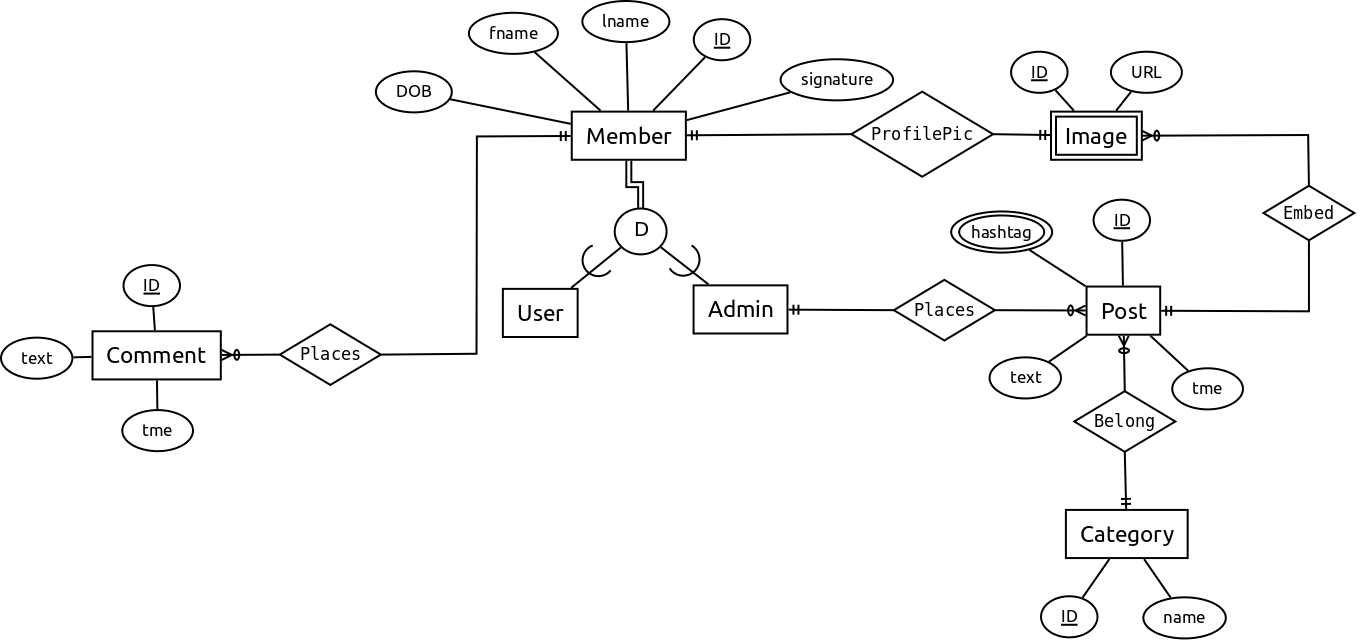 lname
fname
ID
signature
DOB
ID
URL
Member
ProfilePic
Image
hashtag
ID
Embed
D
ID
User
Admin
Places
Post
text
Comment
Places
text
tme
tme
Belong
Category
ID
name